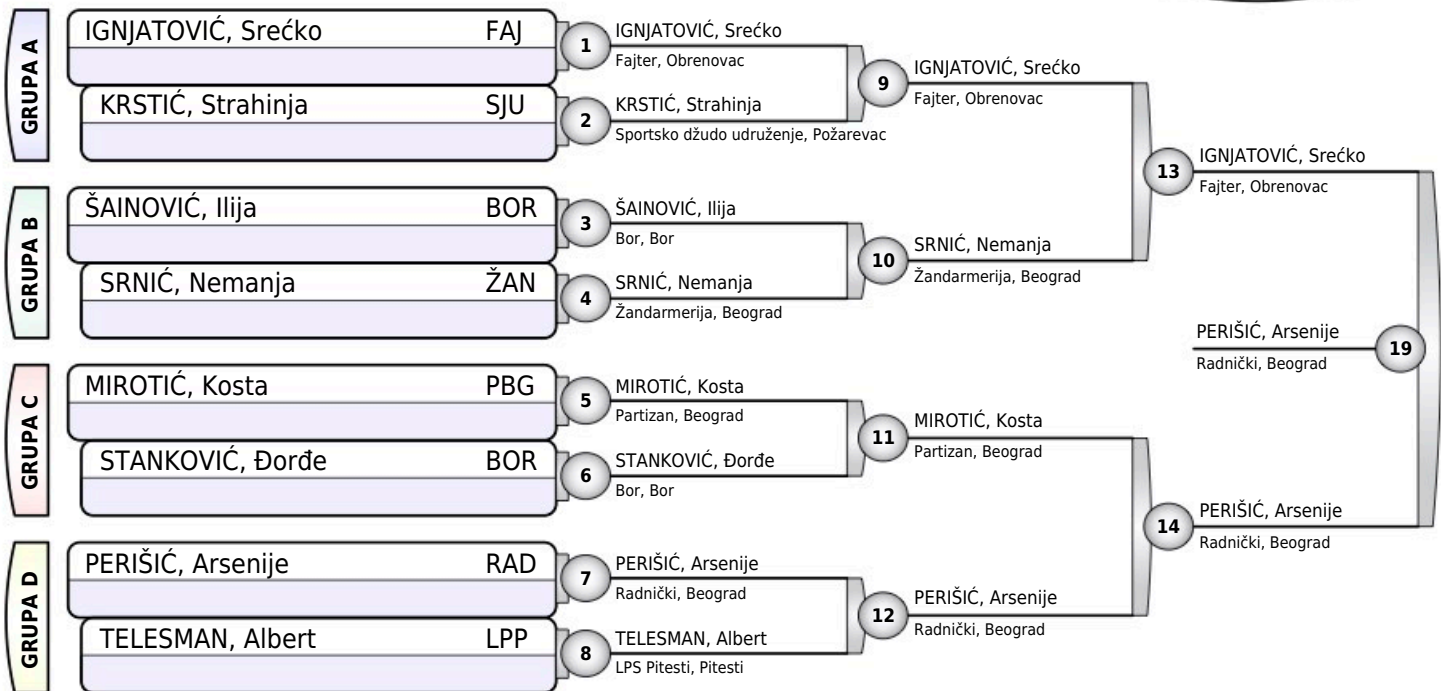 GRUPA A
IGNJATOVIĆ, Srećko FAJ
KRSTIĆ, Strahinja SJU
GRUPA B
ŠAINOVIĆ, Ilija BOR
SRNIĆ, Nemanja ŽAN
GRUPA C
MIROTIĆ, Kosta PBG
STANKOVIĆ, Đorđe BOR
GRUPA D
PERIŠIĆ, Arsenije RAD
TELESMAN, Albert LPP
1 IGNJATOVIĆ, Srećko
Fajter, Obrenovac
2 KRSTIĆ, Strahinja
Sportsko džudo udruženje, Požarevac
3 ŠAINOVIĆ, Ilija
Bor, Bor
4 SRNIĆ, Nemanja
Žandarmerija, Beograd
5 MIROTIĆ, Kosta
Partizan, Beograd
6 STANKOVIĆ, Đorđe
Bor, Bor
7 PERIŠIĆ, Arsenije
Radnički, Beograd
8 TELESMAN, Albert
LPS Pitesti, Pitesti
9 IGNJATOVIĆ, Srećko
Fajter, Obrenovac
10 SRNIĆ, Nemanja
Žandarmerija, Beograd
11 MIROTIĆ, Kosta
Partizan, Beograd
12 PERIŠIĆ, Arsenije
Radnički, Beograd
13 IGNJATOVIĆ, Srećko
Fajter, Obrenovac
14 PERIŠIĆ, Arsenije
Radnički, Beograd
PERIŠIĆ, Arsenije 19
Radnički, Beograd